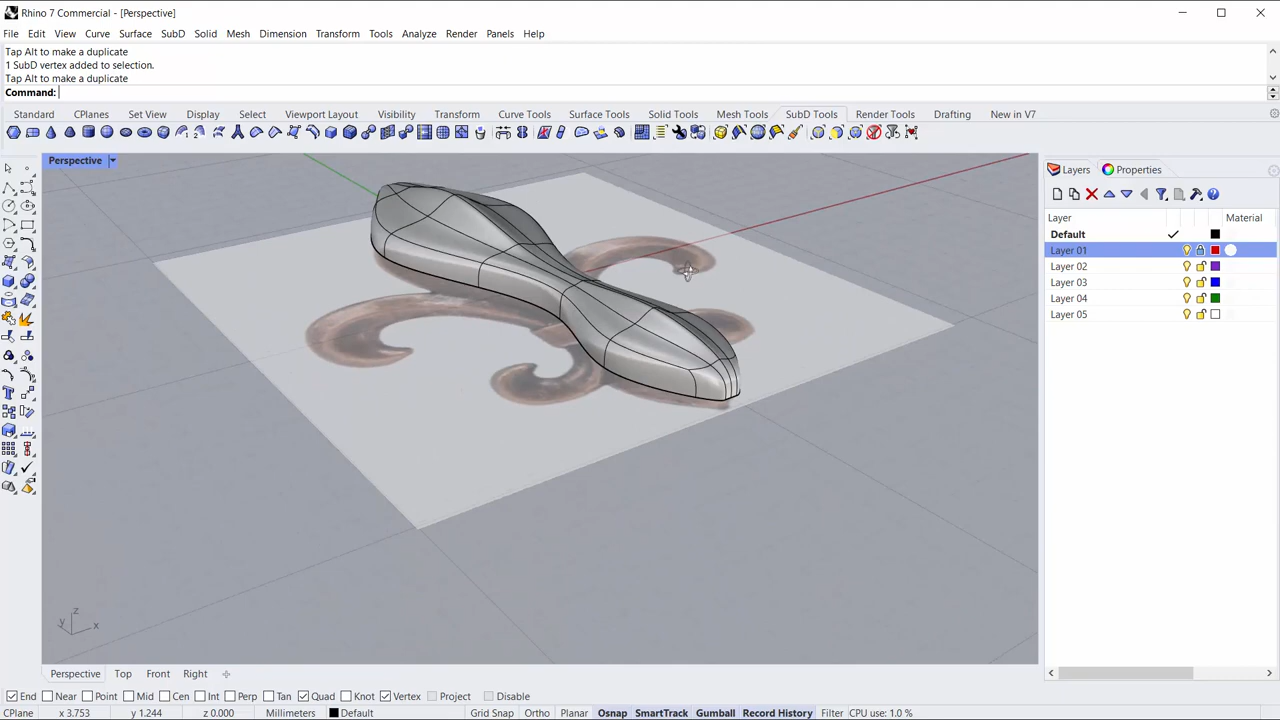 Rhino 7 Commercial - [Perspective]
File Edit View Curve Surface SubD Solid Mesh Dimension Transform Tools Analyze Render Panels Help
Tap Alt to make a duplicate
1 SubD vertex added to selection.
Tap Alt to make a duplicate
Command:
Standard CPlanes Set View Display Select Viewport Layout Visibility Transform Curve Tools Surface Tools Solid Tools Mesh Tools SubD Tools Render Tools Drafting New in V7
Perspective
Layers Properties
Layer Material
Default
Layer 01
Layer 02
Layer 03
Layer 04
Layer 05
z
y x
Perspective Top Front Right
End Near Point Mid Cen Int Perp Tan Quad Knot Vertex Project Disable
CPlane x 3.753 y 1.244 z 0.000 Millimeters Default Grid Snap Ortho Planar Osnap SmartTrack Gumball Record History Filter CPU use: 1.0 %